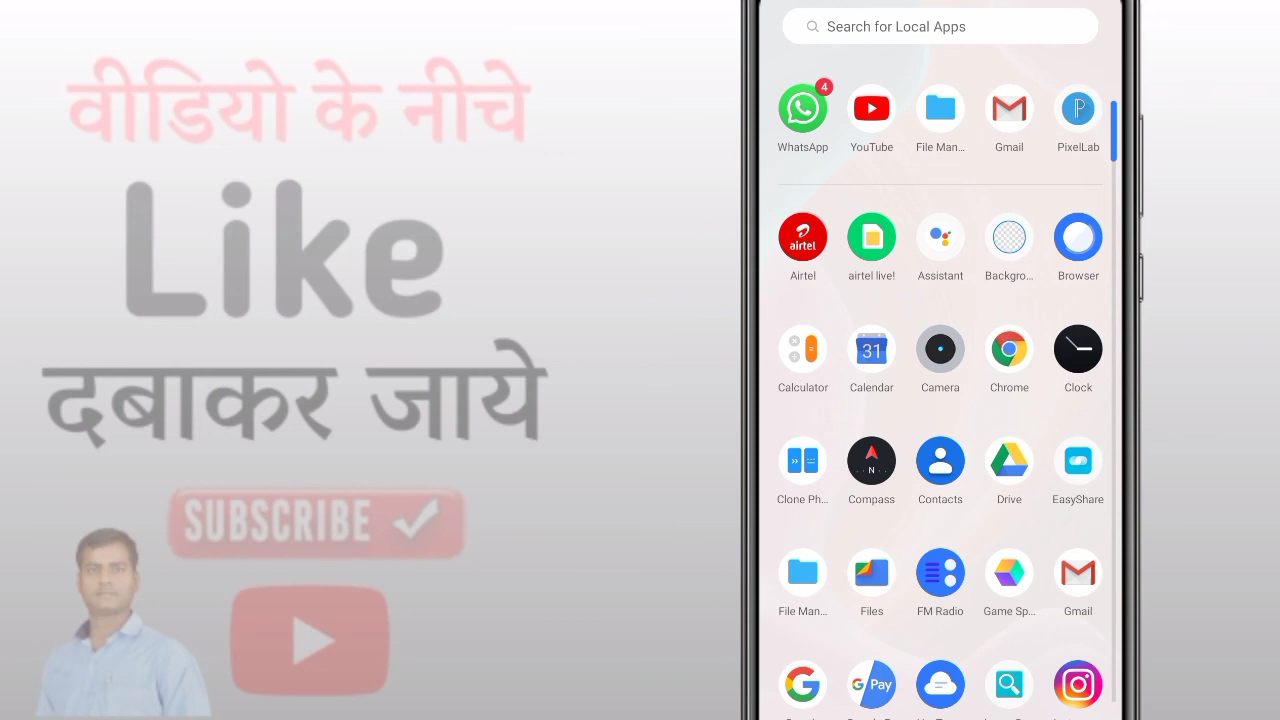 वीडियो के नीचे
Like
दबाकर जाये
SUBSCRIBE
Search for Local Apps
4
WhatsApp YouTube File Man... Gmail PixelLab
airtel
Airtel airtel live! Assistant Backgro... Browser
31
Calculator Calendar Camera Chrome Clock
N
Clone Ph... Compass Contacts Drive EasyShare
File Man... Files FM Radio Game Sp... Gmail
G Pay